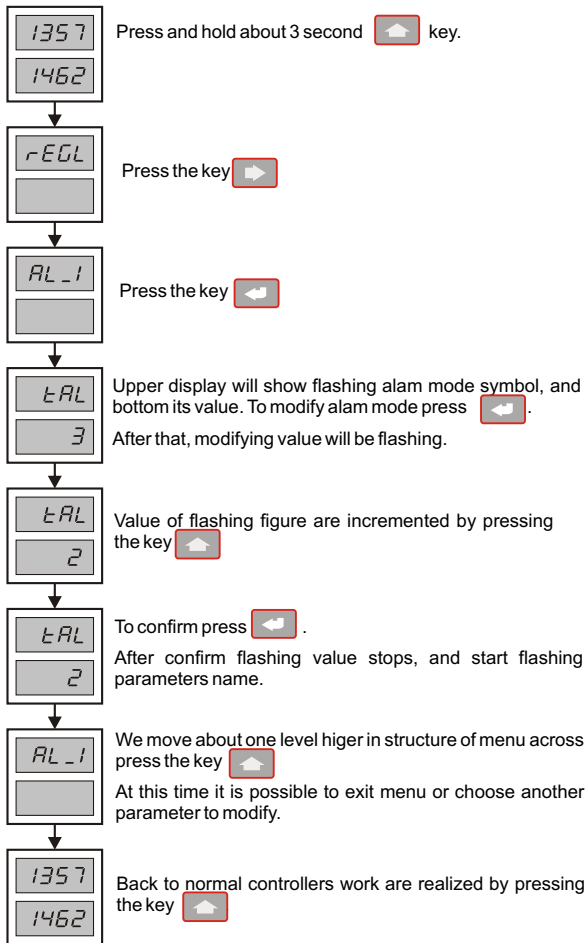 1357
Press and hold about 3 second key.
1462
rEGL
Press the key
AL_1
Press the key
tAL
Upper display will show flashing alam mode symbol, and
bottom its value. To modify alam mode press .
3
After that, modifying value will be flashing.
tAL
Value of flashing figure are incremented by pressing
the key
2
tAL
To confirm press .
2
After confirm flashing value stops, and start flashing
parameters name.
AL_1
We move about one level higer in structure of menu across
press the key
At this time it is possible to exit menu or choose another
parameter to modify.
1357
Back to normal controllers work are realized by pressing
the key
1462